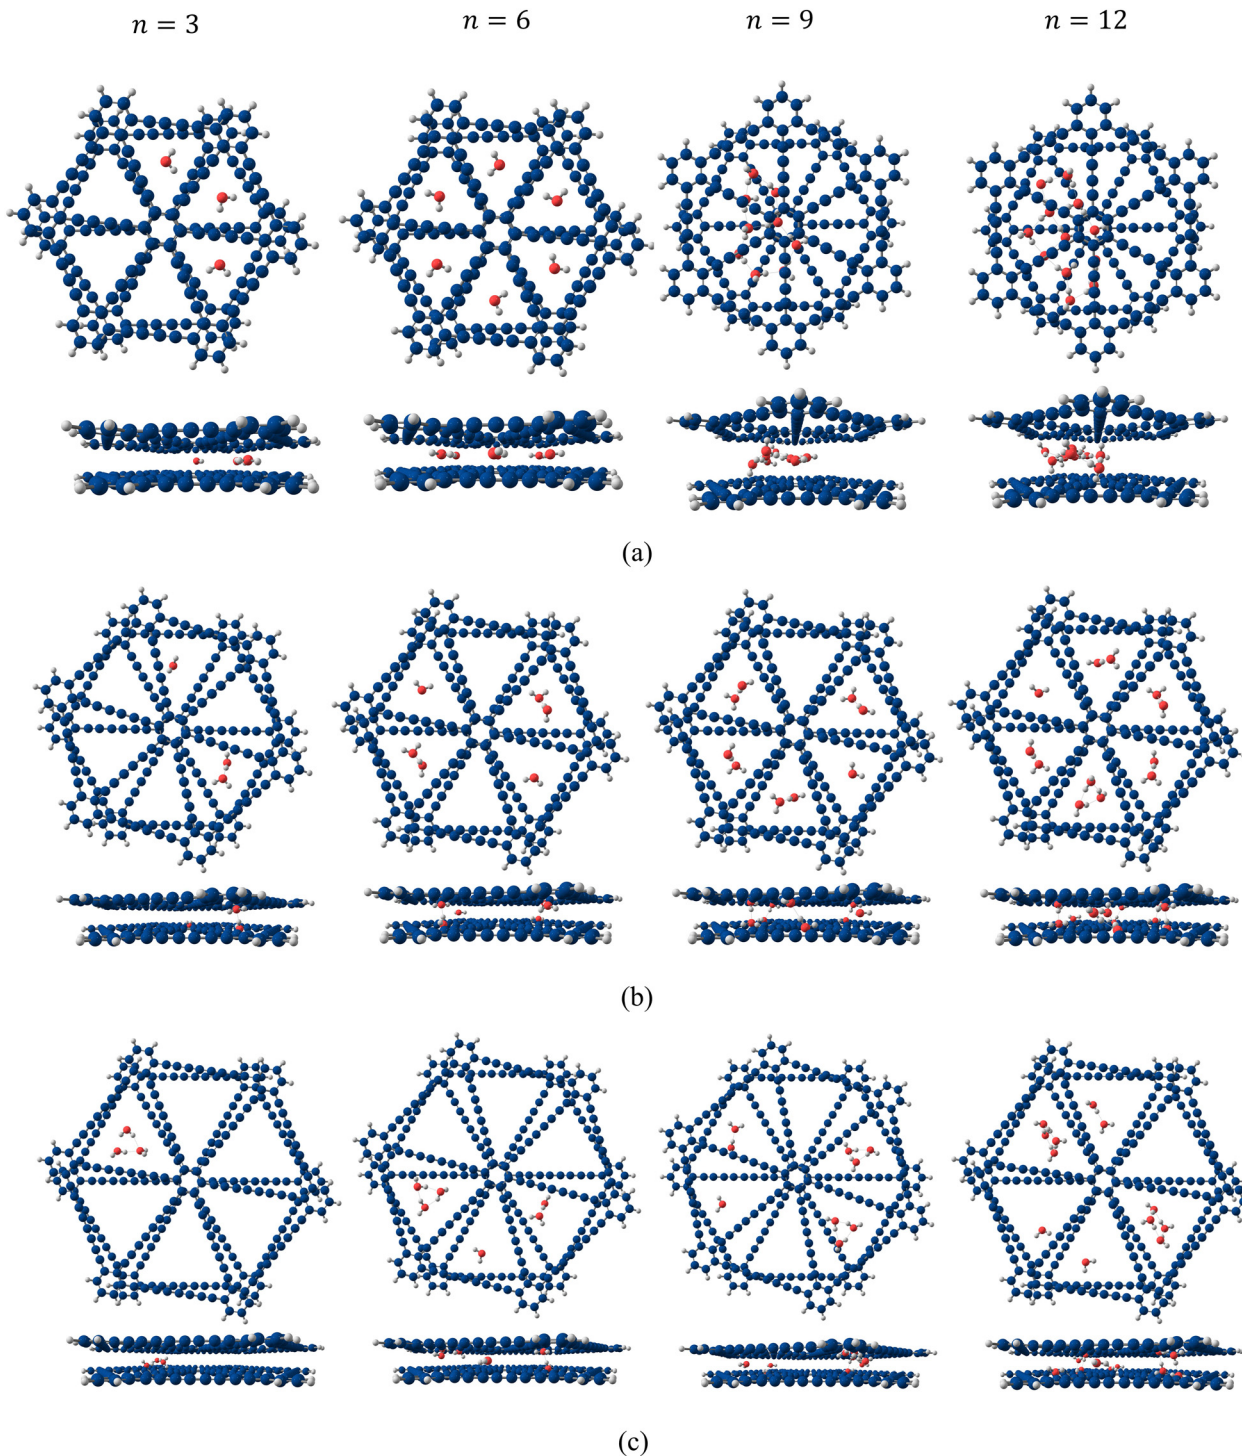 n = 3
n = 6
n = 9
n = 12
(a)
(b)
(c)